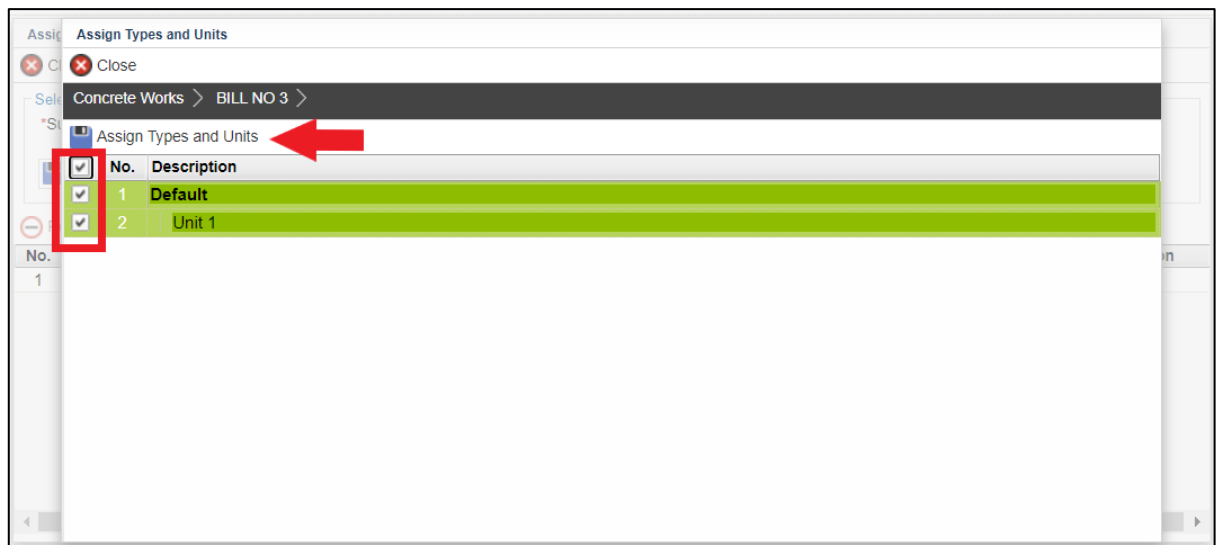 Assign Types and Units
Close
Concrete Works > BILL NO 3 >
Assign Types and Units
No. Description
1 Default
2 Unit 1
No.
1